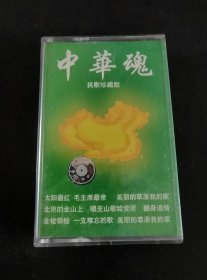 中華魂
民歌珍藏版
太阳最红 毛主席最亲 美丽的草原我的家
北京的金山上 唱支山歌给党听 翻身道情
金梭银梭 一支难忘的歌 美丽的草原我的家